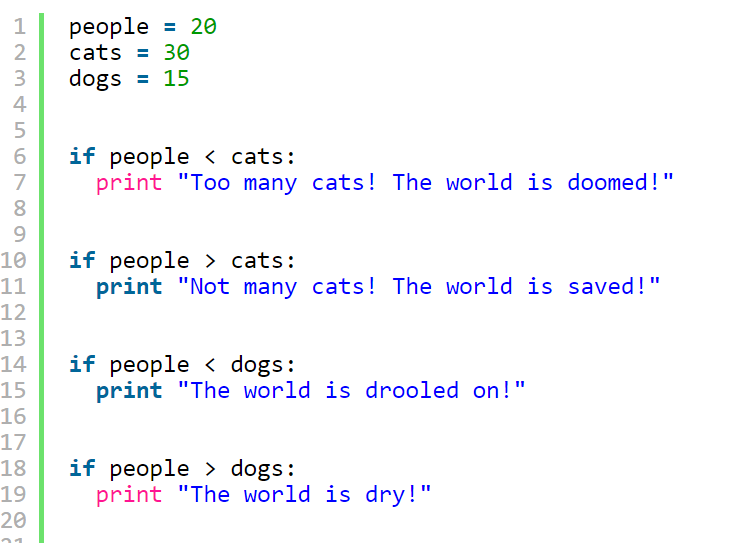 1 people = 20
2 cats = 30
3 dogs = 15
4
5
6 if people < cats:
7   print "Too many cats! The world is doomed!"
8
9
10 if people > cats:
11   print "Not many cats! The world is saved!"
12
13
14 if people < dogs:
15   print "The world is drooled on!"
16
17
18 if people > dogs:
19   print "The world is dry!"
20
21